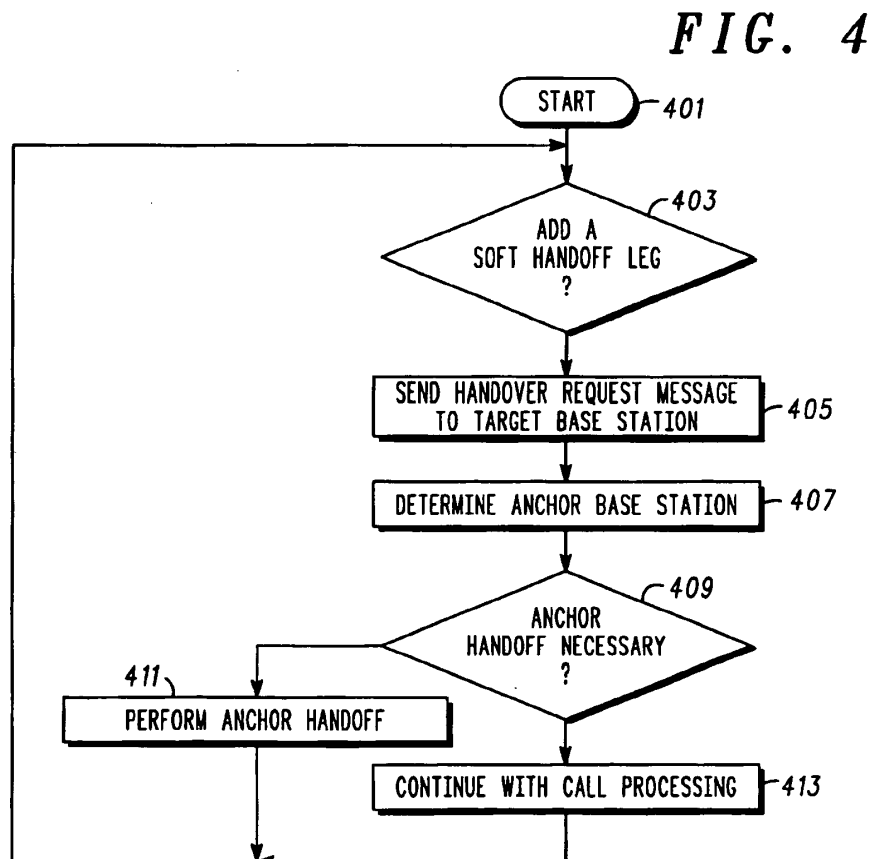 FIG. 4
START
401
403
ADD A
SOFT HANDOFF LEG
?
SEND HANDOVER REQUEST MESSAGE
TO TARGET BASE STATION
405
DETERMINE ANCHOR BASE STATION
407
409
ANCHOR
HANDOFF NECESSARY
?
411
PERFORM ANCHOR HANDOFF
CONTINUE WITH CALL PROCESSING
413